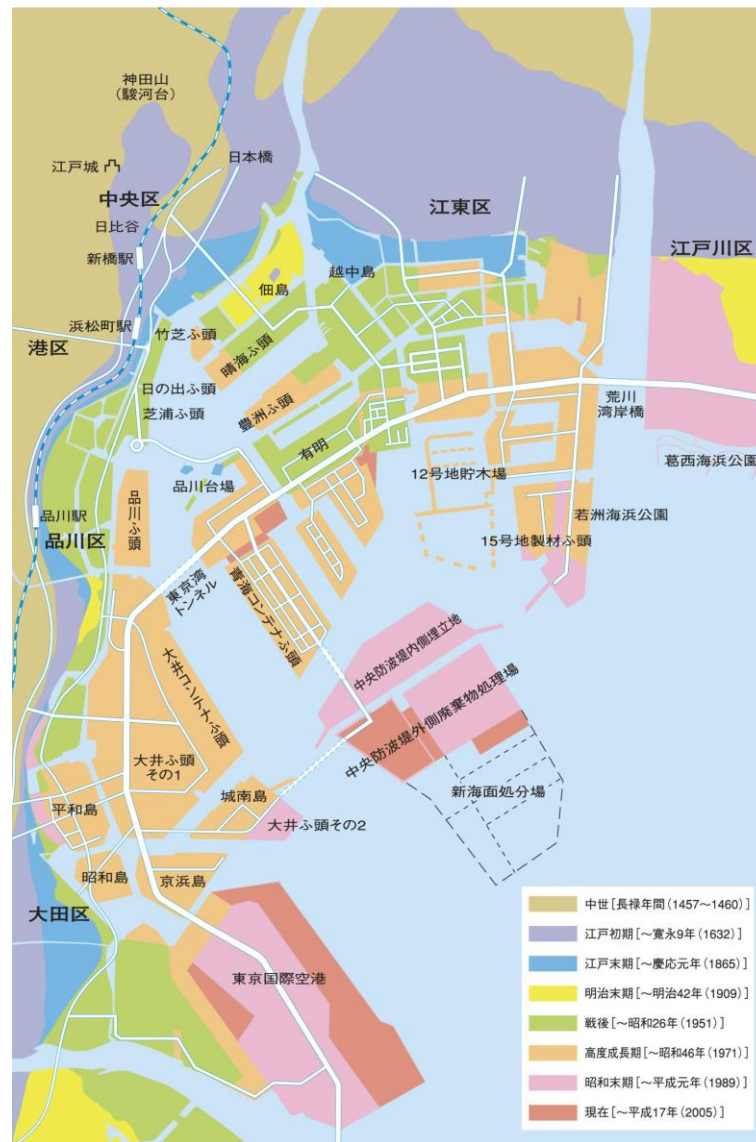 神田山
（駿河台）
江戸城
日本橋
中央区
江東区
日比谷
江戸川区
新橋駅
越中島
佃島
浜松町駅
竹芝ふ頭
晴海ふ頭
港区
日の出ふ頭
豊洲ふ頭
荒川
湾岸橋
芝浦ふ頭
有明
葛西海浜公園
12号地貯木場
品川台場
品川ふ頭
品川駅
若洲海浜公園
品川区
15号地製材ふ頭
東京湾
トンネル
青海コンテナふ頭
中央防波堤内側埋立地
大井コンテナふ頭
中央防波堤外側廃棄物処理場
大井ふ頭
その1
新海面処分場
城南島
平和島
大井ふ頭その2
昭和島
京浜島
大田区
東京国際空港
中世［長禄年間（1457～1460）］
江戸初期［～寛永9年（1632）］
江戸末期［～慶応元年（1865）］
明治末期［～明治42年（1909）］
戦後［～昭和26年（1951）］
高度成長期［～昭和46年（1971）］
昭和末期［～平成元年（1989）］
現在［～平成17年（2005）］